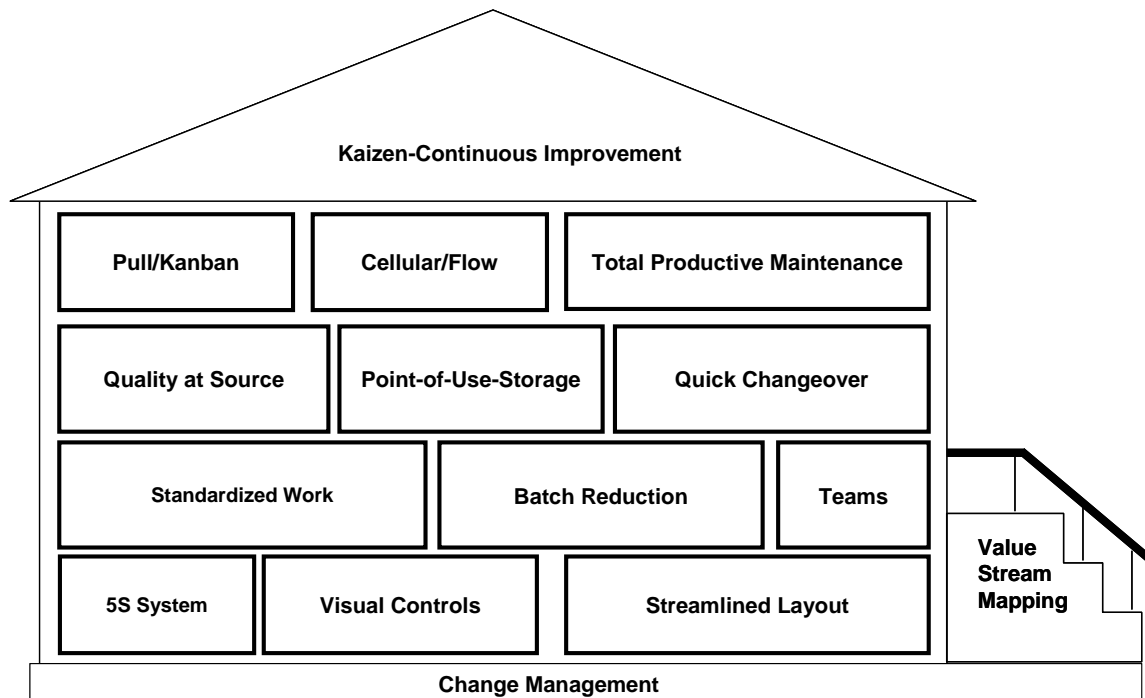 Kaizen-Continuous Improvement
Pull/Kanban
Cellular/Flow
Total Productive Maintenance
Quality at Source
Point-of-Use-Storage
Quick Changeover
Standardized Work
Batch Reduction
Teams
5S System
Visual Controls
Streamlined Layout
Value
Stream
Mapping
Change Management